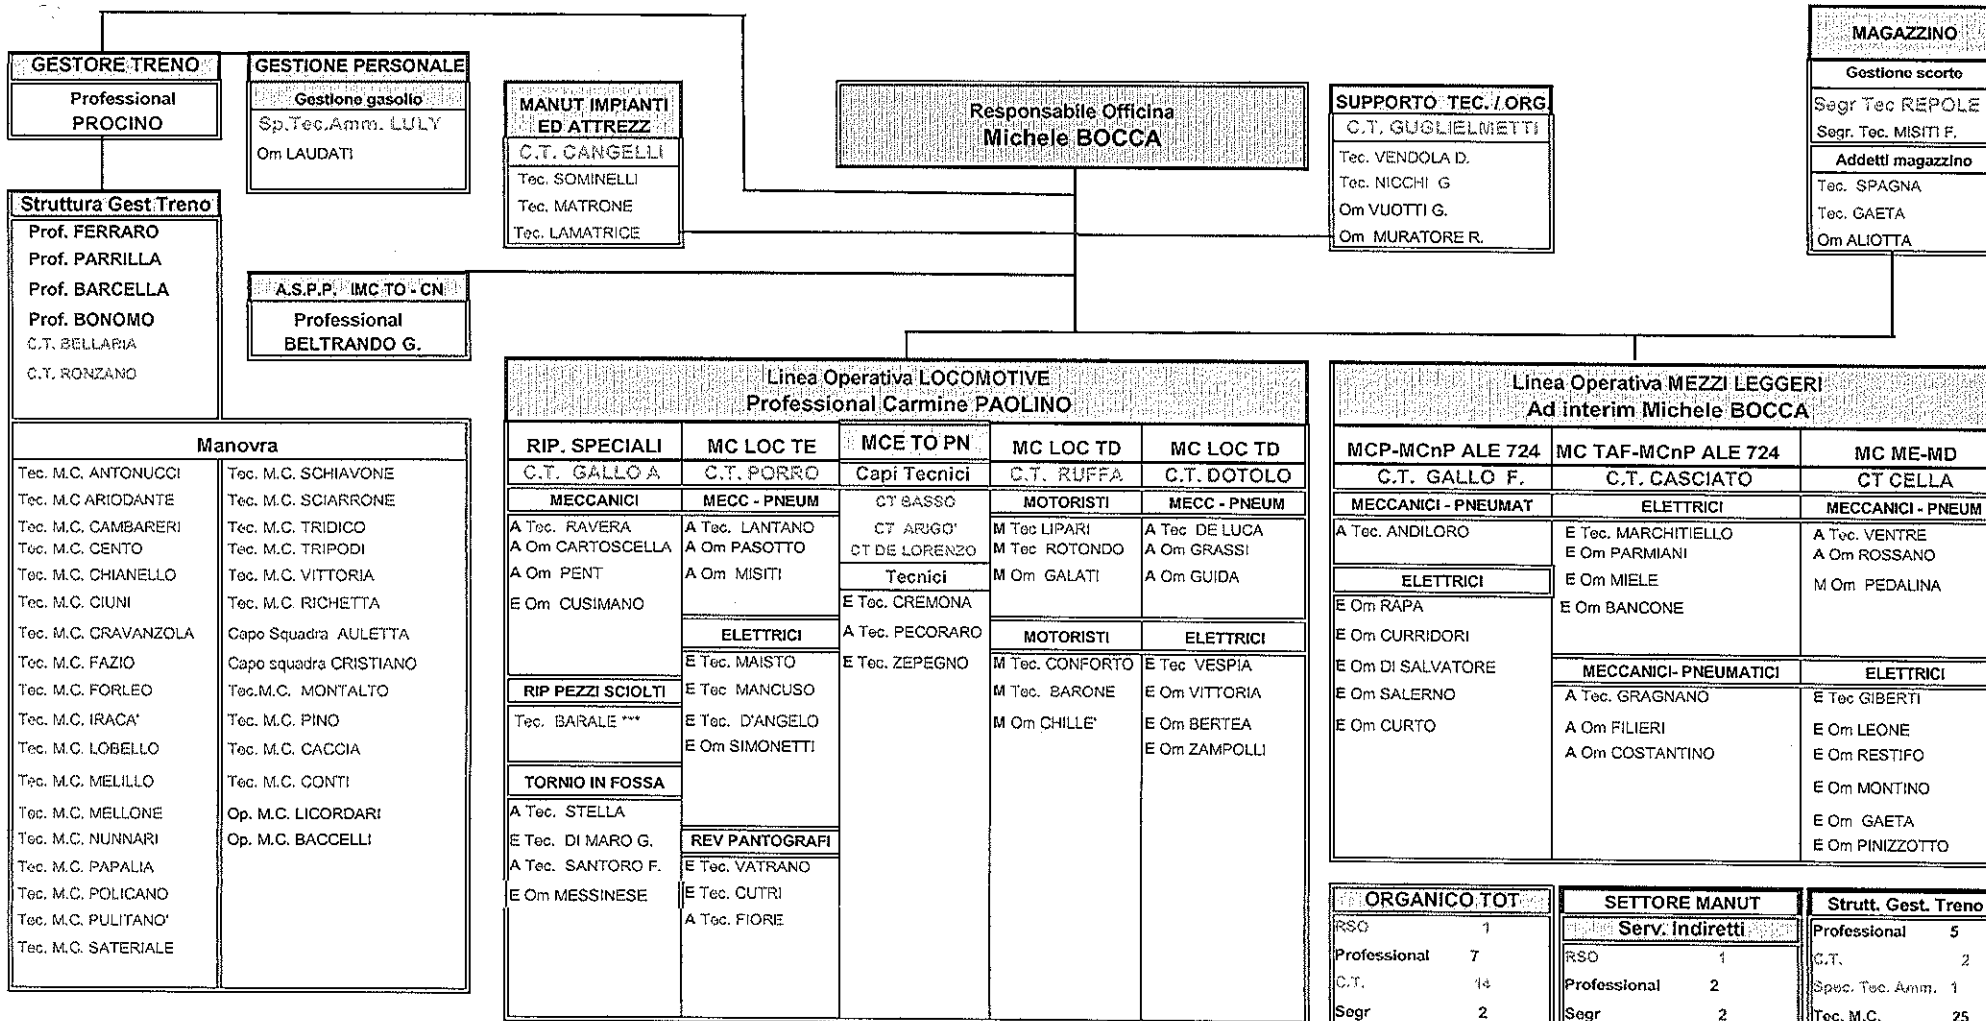 GESTORE TRENO
Professional
PROCINO
GESTIONE PERSONALE
Gestione gasolio
Sp.Tec.Amm. LULY
Om LAUDATI
MANUT IMPIANTI
ED ATTREZZ
C.T. CANGELLI
Tec. SOMINELLI
Tec. MATRONE
Tec. LAMATRICE
Responsabile Officina
Michele BOCCA
SUPPORTO TEC. / ORG.
C.T. GUGLIELMETTI
Tec. VENDOLA D.
Tec. NICCHI G
Om VUOTTI G.
Om MURATORE R.
MAGAZZINO
Gestione scorte
Segr Tec REPOLE
Segr. Tec. MISITI F.
Addetti magazzino
Tec. SPAGNA
Tec. GAETA
Om ALIOTTA
Struttura Gest Treno
Prof. FERRARO
Prof. PARRILLA
Prof. BARCELLA
Prof. BONOMO
C.T. BELLARIA
C.T. RONZANO
A.S.P.P. IMC TO - CN
Professional
BELTRANDO G.
Manovra
Tec. M.C. ANTONUCCI
Tec. M.C ARIODANTE
Tec. M.C. CAMBARERI
Tec. M.C. CENTO
Tec. M.C. CHIANELLO
Tec. M.C. CIUNI
Tec. M.C. CRAVANZOLA
Tec. M.C. FAZIO
Tec. M.C. FORLEO
Tec. M.C. IRACA'
Tec. M.C. LOBELLO
Tec. M.C. MELILLO
Tec. M.C. MELLONE
Tec. M.C. NUNNARI
Tec. M.C. PAPALIA
Tec. M.C. POLICANO
Tec. M.C. PULITANO'
Tec. M.C. SATERIALE
Tec. M.C. SCHIAVONE
Tec. M.C. SCIARRONE
Tec. M.C. TRIDICO
Tec. M.C. TRIPODI
Tec. M.C. VITTORIA
Tec. M.C. RICHETTA
Capo Squadra AULETTA
Capo squadra CRISTIANO
Tec.M.C. MONTALTO
Tec. M.C. PINO
Tec. M.C. CACCIA
Tec. M.C. CONTI
Op. M.C. LICORDARI
Op. M.C. BACCELLI
Linea Operativa LOCOMOTIVE
Professional Carmine PAOLINO
RIP. SPECIALI
C.T. GALLO A
MECCANICI
A Tec. RAVERA
A Om CARTOSCELLA
A Om PENT
E Om CUSIMANO
RIP PEZZI SCIOLTI
Tec. BARALE ***
TORNIO IN FOSSA
A Tec. STELLA
E Tec. DI MARO G.
A Tec. SANTORO F.
E Om MESSINESE
MC LOC TE
C.T. PORRO
MECC - PNEUM
A Tec. LANTANO
A Om PASOTTO
A Om MISITI
ELETTRICI
E Tec. MAISTO
E Tec MANCUSO
E Tec. D'ANGELO
E Om SIMONETTI
REV PANTOGRAFI
E Tec. VATRANO
E Tec. CUTRI
A Tec. FIORE
MCE TO PN
Capi Tecnici
CT BASSO
CT ARIGO'
CT DE LORENZO
Tecnici
E Tec. CREMONA
A Tec. PECORARO
E Tec. ZEPEGNO
MC LOC TD
C.T. RUFFA
MOTORISTI
M Tec LIPARI
M Tec ROTONDO
M Om GALATI
MOTORISTI
M Tec. CONFORTO
M Tec. BARONE
M Om CHILLE'
MC LOC TD
C.T. DOTOLO
MECC - PNEUM
A Tec DE LUCA
A Om GRASSI
A Om GUIDA
ELETTRICI
E Tec VESPIA
E Om VITTORIA
E Om BERTEA
E Om ZAMPOLLI
Linea Operativa MEZZI LEGGERI
Ad interim Michele BOCCA
MCP-MCnP ALE 724
C.T. GALLO F.
MECCANICI - PNEUMAT
A Tec. ANDILORO
ELETTRICI
E Om RAPA
E Om CURRIDORI
E Om DI SALVATORE
E Om SALERNO
E Om CURTO
MC TAF-MCnP ALE 724
C.T. CASCIATO
ELETTRICI
E Tec. MARCHITIELLO
E Om PARMIANI
E Om MIELE
E Om BANCONE
MECCANICI- PNEUMATICI
A Tec. GRAGNANO
A Om FILIERI
A Om COSTANTINO
MC ME-MD
CT CELLA
MECCANICI - PNEUM
A Tec. VENTRE
A Om ROSSANO
M Om PEDALINA
ELETTRICI
E Tec GIBERTI
E Om LEONE
E Om RESTIFO
E Om MONTINO
E Om GAETA
E Om PINIZZOTTO
ORGANICO TOT
RSO 1
Professional 7
C.T. 14
Segr 2
SETTORE MANUT
Serv. Indiretti
RSO 1
Professional 2
Segr 2
Strutt. Gest. Treno
Professional 5
C.T. 2
Spec. Tec. Amm. 1
Tec. M.C. 25